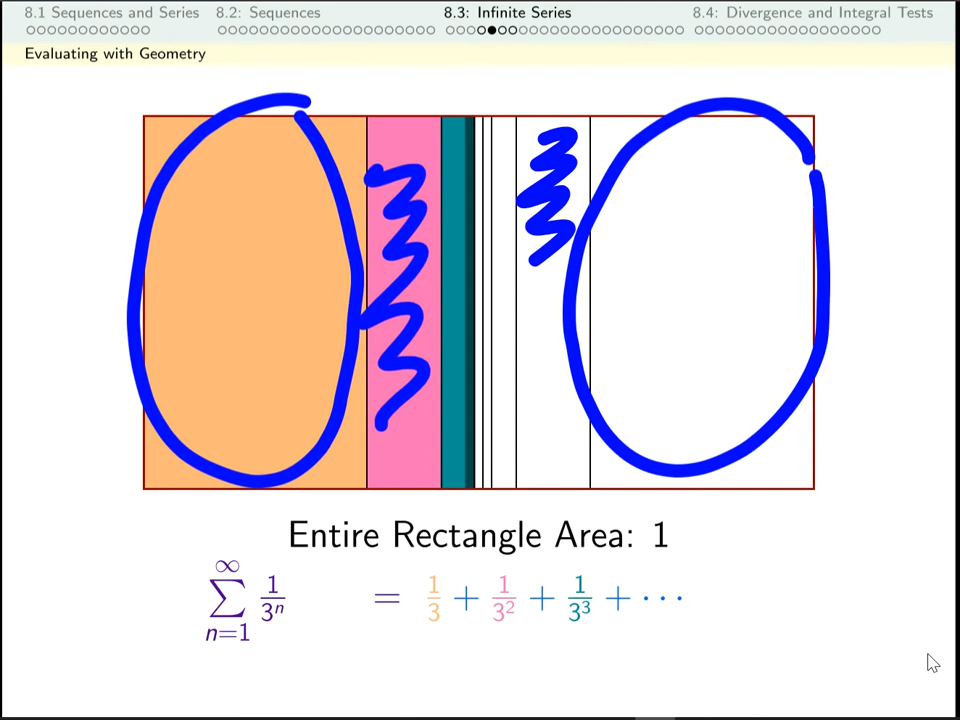 8.1 Sequences and Series 8.2: Sequences 8.3: Infinite Series 8.4: Divergence and Integral Tests
Evaluating with Geometry
Entire Rectangle Area: 1
∑_{n=1}^{∞} 1/3^n = 1/3 + 1/3^2 + 1/3^3 + ⋯